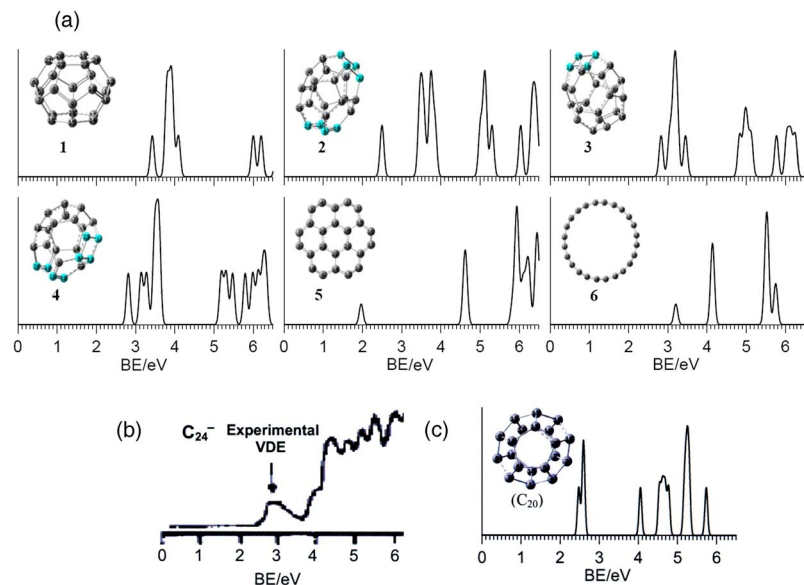 (a)
1
2
3
4
5
6
0 1 2 3 4 5 6
BE/eV
0 1 2 3 4 5 6
BE/eV
0 1 2 3 4 5 6
BE/eV
(b)
C₂₄⁻ Experimental
VDE
0 1 2 3 4 5 6
BE/eV
(c)
(C₂₀)
0 1 2 3 4 5 6
BE/eV